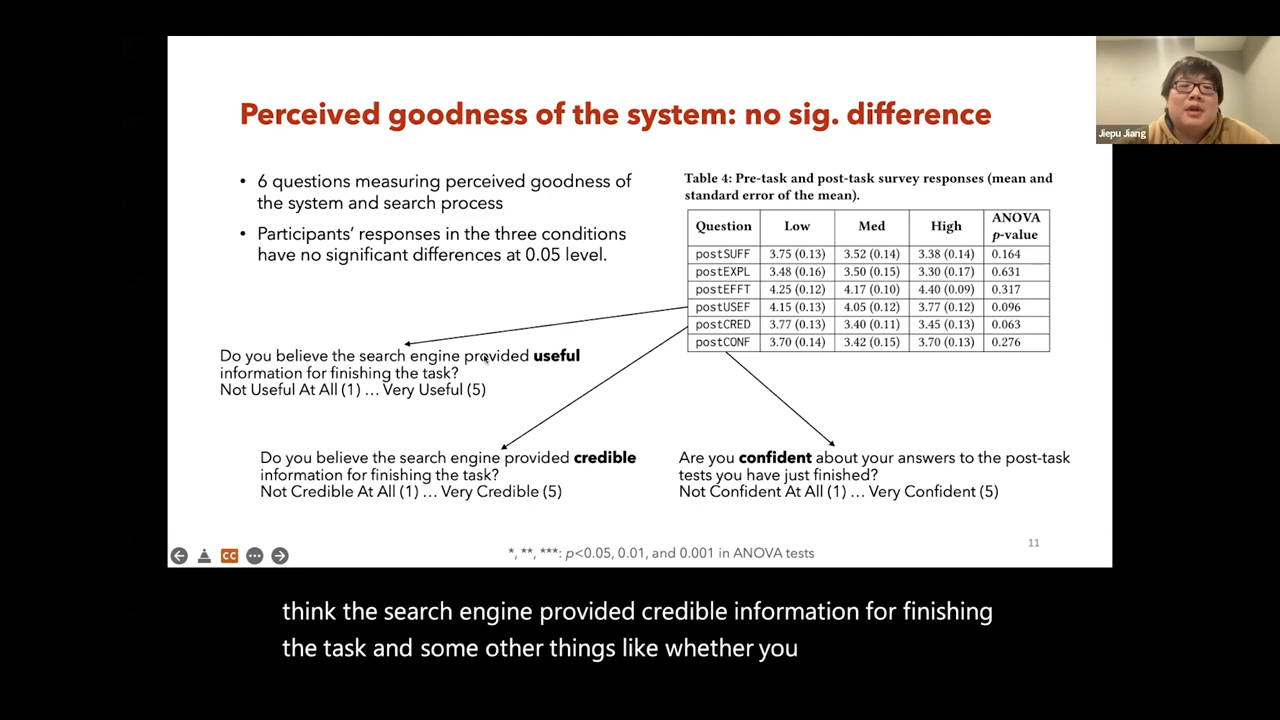 Perceived goodness of the system: no sig. difference
Jiepu Jiang
• 6 questions measuring perceived goodness of
the system and search process
• Participants' responses in the three conditions
have no significant differences at 0.05 level.
Table 4: Pre-task and post-task survey responses (mean and
standard error of the mean).
Question Low Med High ANOVA p-value
postSUFF 3.75 (0.13) 3.52 (0.14) 3.38 (0.14) 0.164
postEXPL 3.48 (0.16) 3.50 (0.15) 3.30 (0.17) 0.631
postEFFT 4.25 (0.12) 4.17 (0.10) 4.40 (0.09) 0.317
postUSEF 4.15 (0.13) 4.05 (0.12) 3.77 (0.12) 0.096
postCRED 3.77 (0.13) 3.40 (0.11) 3.45 (0.13) 0.063
postCONF 3.70 (0.14) 3.42 (0.15) 3.70 (0.13) 0.276
Do you believe the search engine provided useful
information for finishing the task?
Not Useful At All (1) … Very Useful (5)
Do you believe the search engine provided credible
information for finishing the task?
Not Credible At All (1) … Very Credible (5)
Are you confident about your answers to the post-task
tests you have just finished?
Not Confident At All (1) … Very Confident (5)
CC
*, **, ***: p<0.05, 0.01, and 0.001 in ANOVA tests
11
think the search engine provided credible information for finishing
the task and some other things like whether you